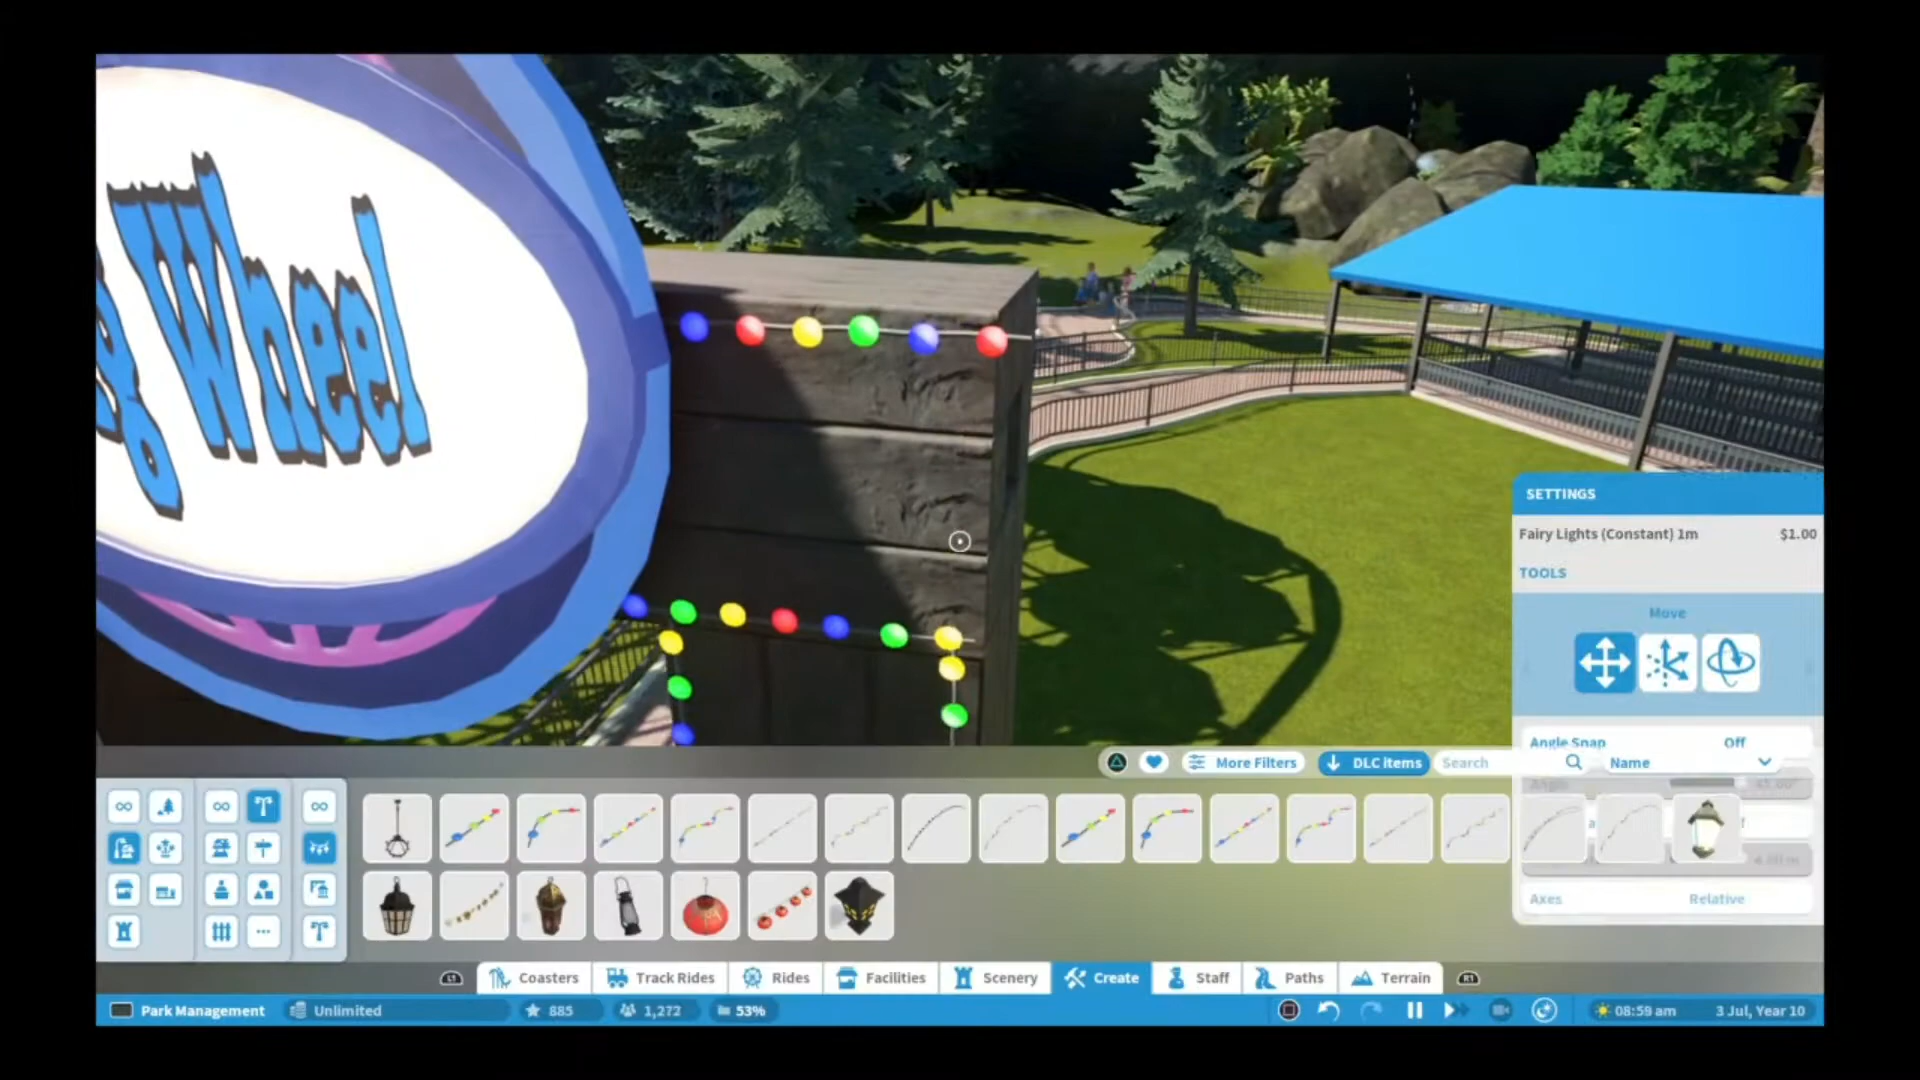 g Wheel
SETTINGS
Fairy Lights (Constant) 1m $1.00
TOOLS
Move
Angle Snap Off
More Filters DLC Items Search Name
Axes Relative
L1 Coasters Track Rides Rides Facilities Scenery Create Staff Paths Terrain R1
Park Management Unlimited 885 1,272 53% 08:59 am 3 Jul, Year 10